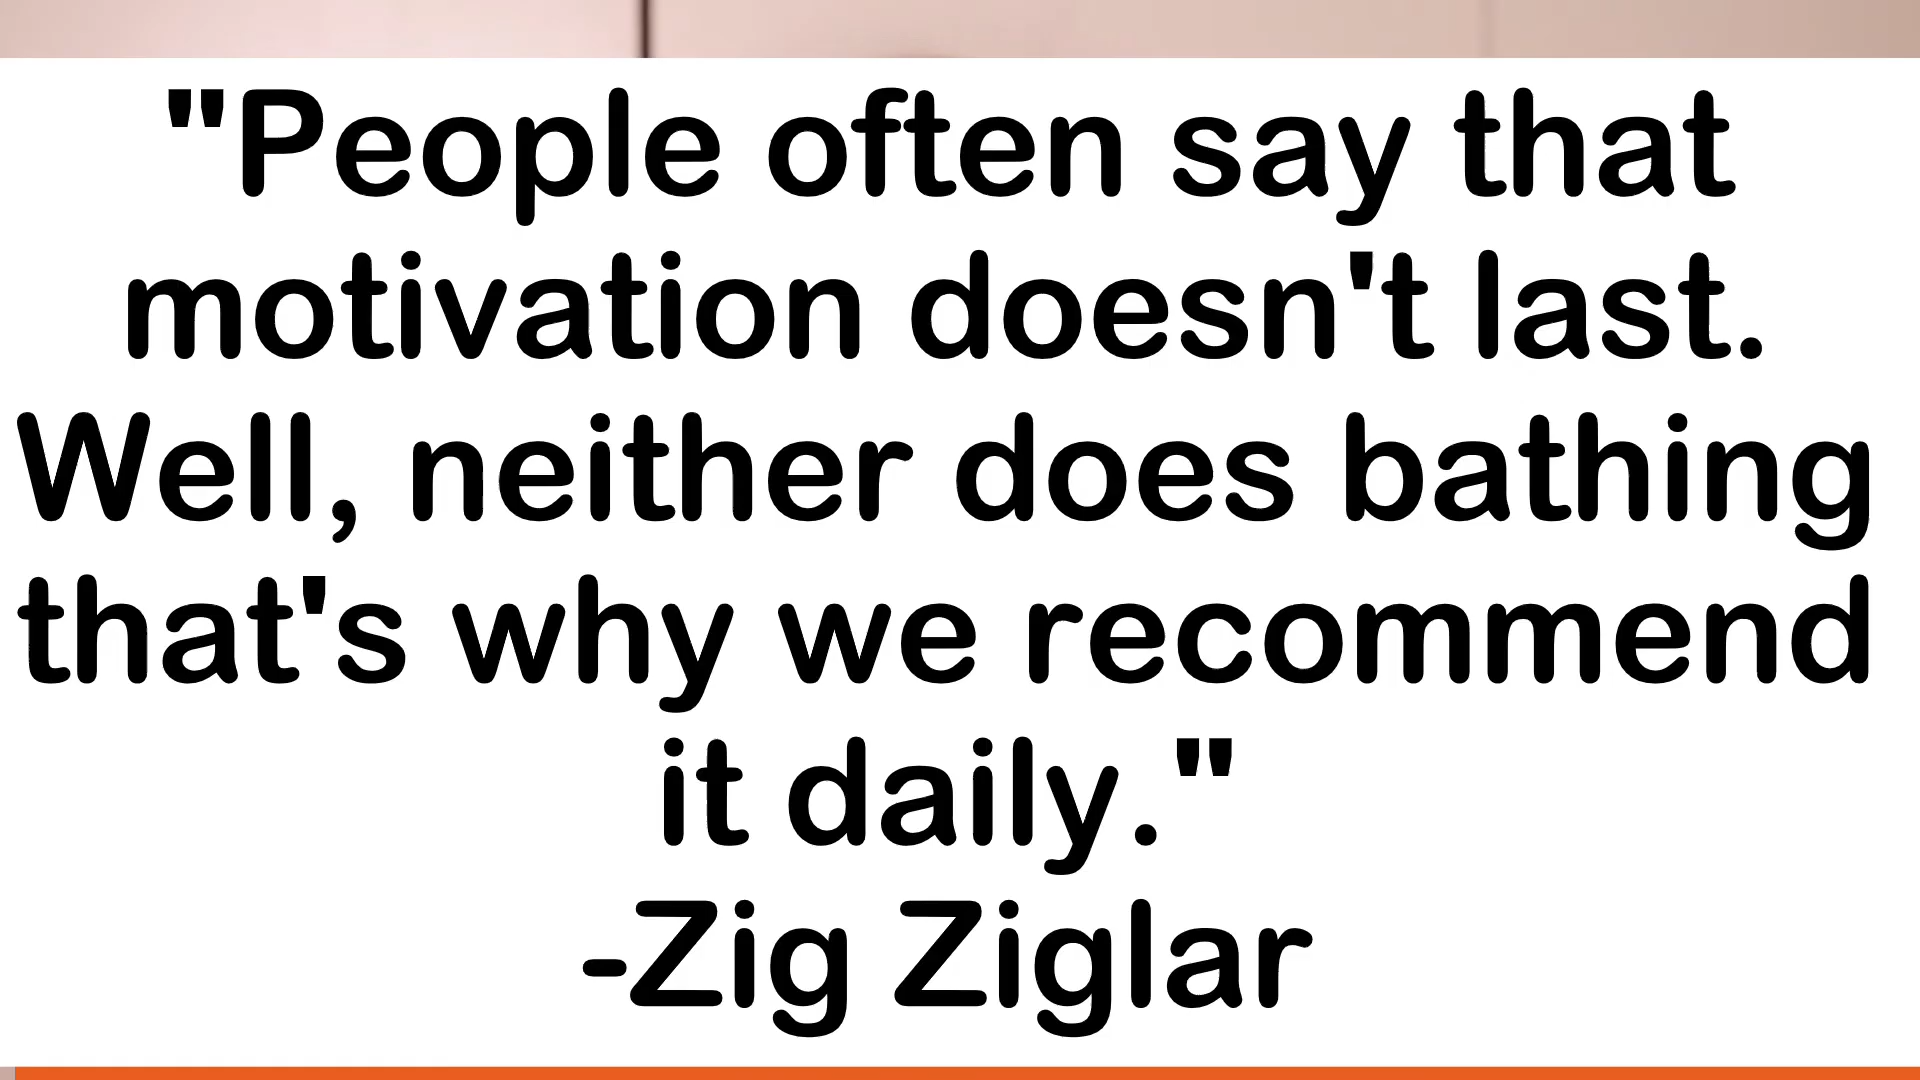 "People often say that
motivation doesn't last.
Well, neither does bathing
that's why we recommend
it daily."
-Zig Ziglar